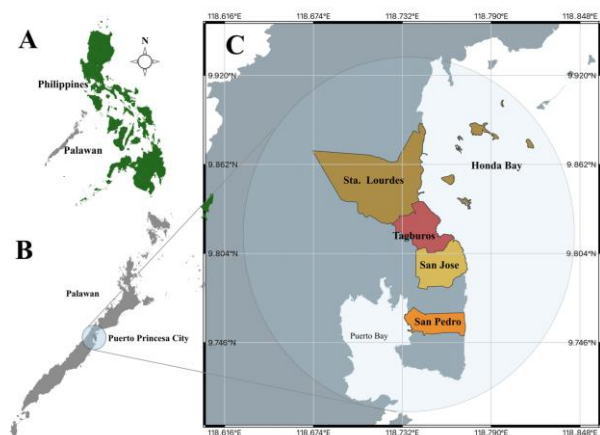 A
N
Philippines
Palawan
B
Palawan
Puerto Princesa City
C
118.616°E 118.674°E 118.732°E 118.790°E 118.848°E
9.920°N 9.920°N
9.862°N 9.862°N
Sta. Lourdes
Honda Bay
Tagburos
9.804°N 9.804°N
San Jose
San Pedro
Puerto Bay
9.746°N 9.746°N
118.616°E 118.674°E 118.732°E 118.790°E 118.848°E